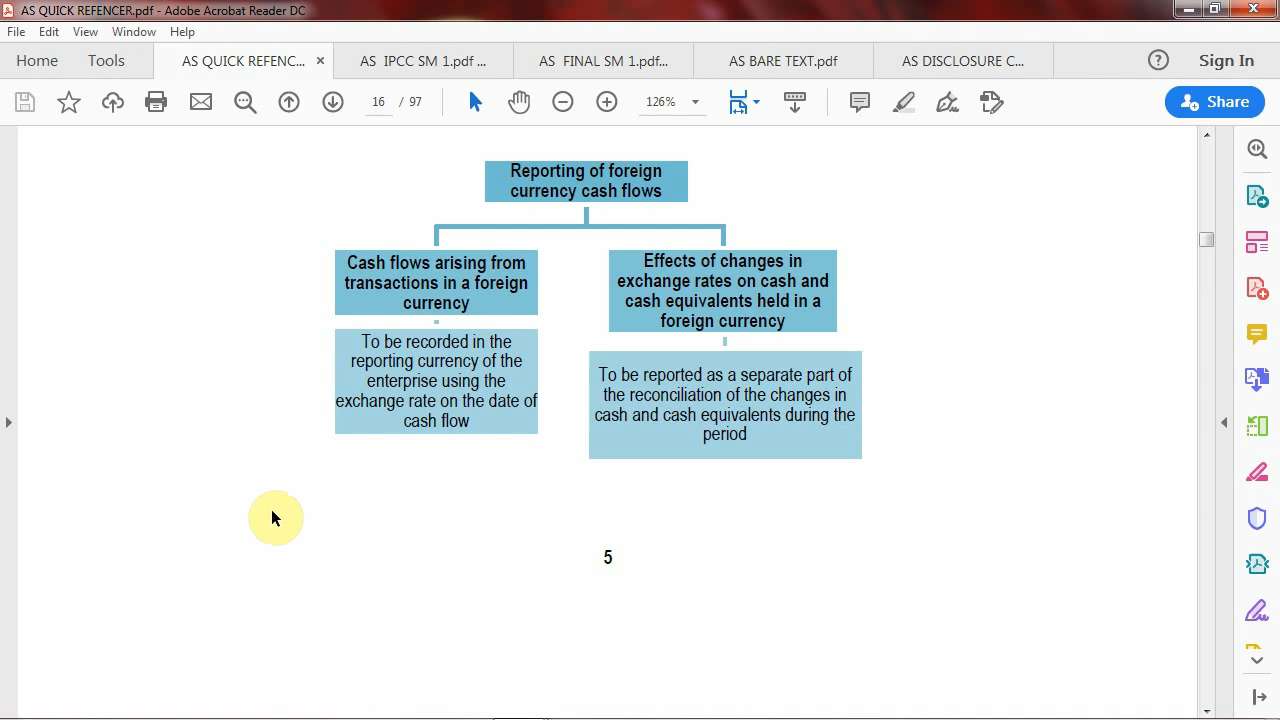 AS QUICK REFENCER.pdf - Adobe Acrobat Reader DC
File Edit View Window Help
Home Tools AS QUICK REFENC... × AS IPCC SM 1.pdf ... AS FINAL SM 1.pdf... AS BARE TEXT.pdf AS DISCLOSURE C... Sign In
16 / 97 126% Share
Reporting of foreign
currency cash flows
Cash flows arising from
transactions in a foreign
currency
To be recorded in the
reporting currency of the
enterprise using the
exchange rate on the date of
cash flow
Effects of changes in
exchange rates on cash and
cash equivalents held in a
foreign currency
To be reported as a separate part of
the reconciliation of the changes in
cash and cash equivalents during the
period
5